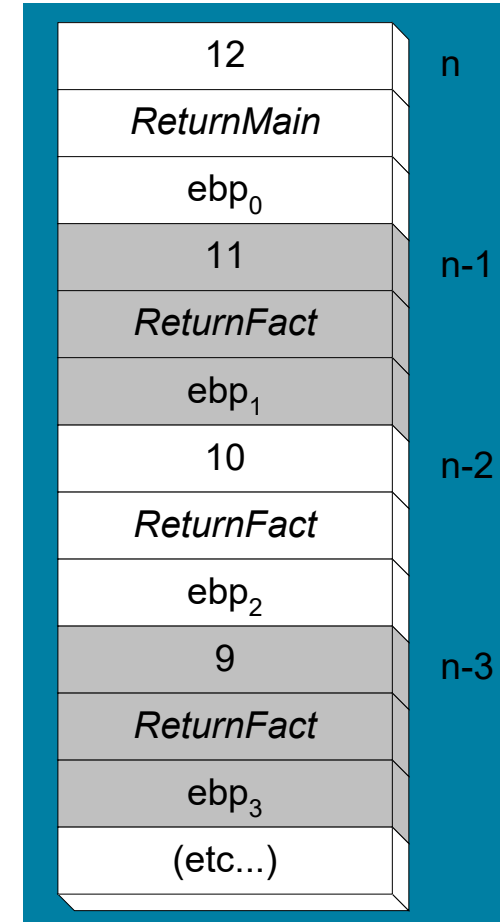 12 n
ReturnMain
ebp₀
11 n-1
ReturnFact
ebp₁
10 n-2
ReturnFact
ebp₂
9 n-3
ReturnFact
ebp₃
(etc...)